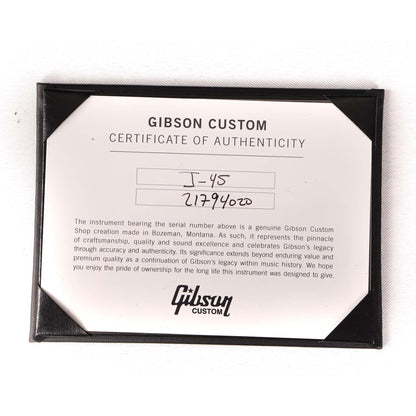 GIBSON CUSTOM
CERTIFICATE OF AUTHENTICITY
J-45
21794020
The instrument bearing the serial number above is a genuine Gibson Custom
Shop creation made in Bozeman, Montana. As such, it represents the pinnacle
of craftsmanship, quality and sound excellence and celebrates Gibson's legacy
through accuracy and authenticity. Its significance extends beyond enduring value and
premium quality as a continuation of Gibson's legacy within music history. We hope
you enjoy the pride of ownership for the long life this instrument was designed to give.
Gibson
CUSTOM